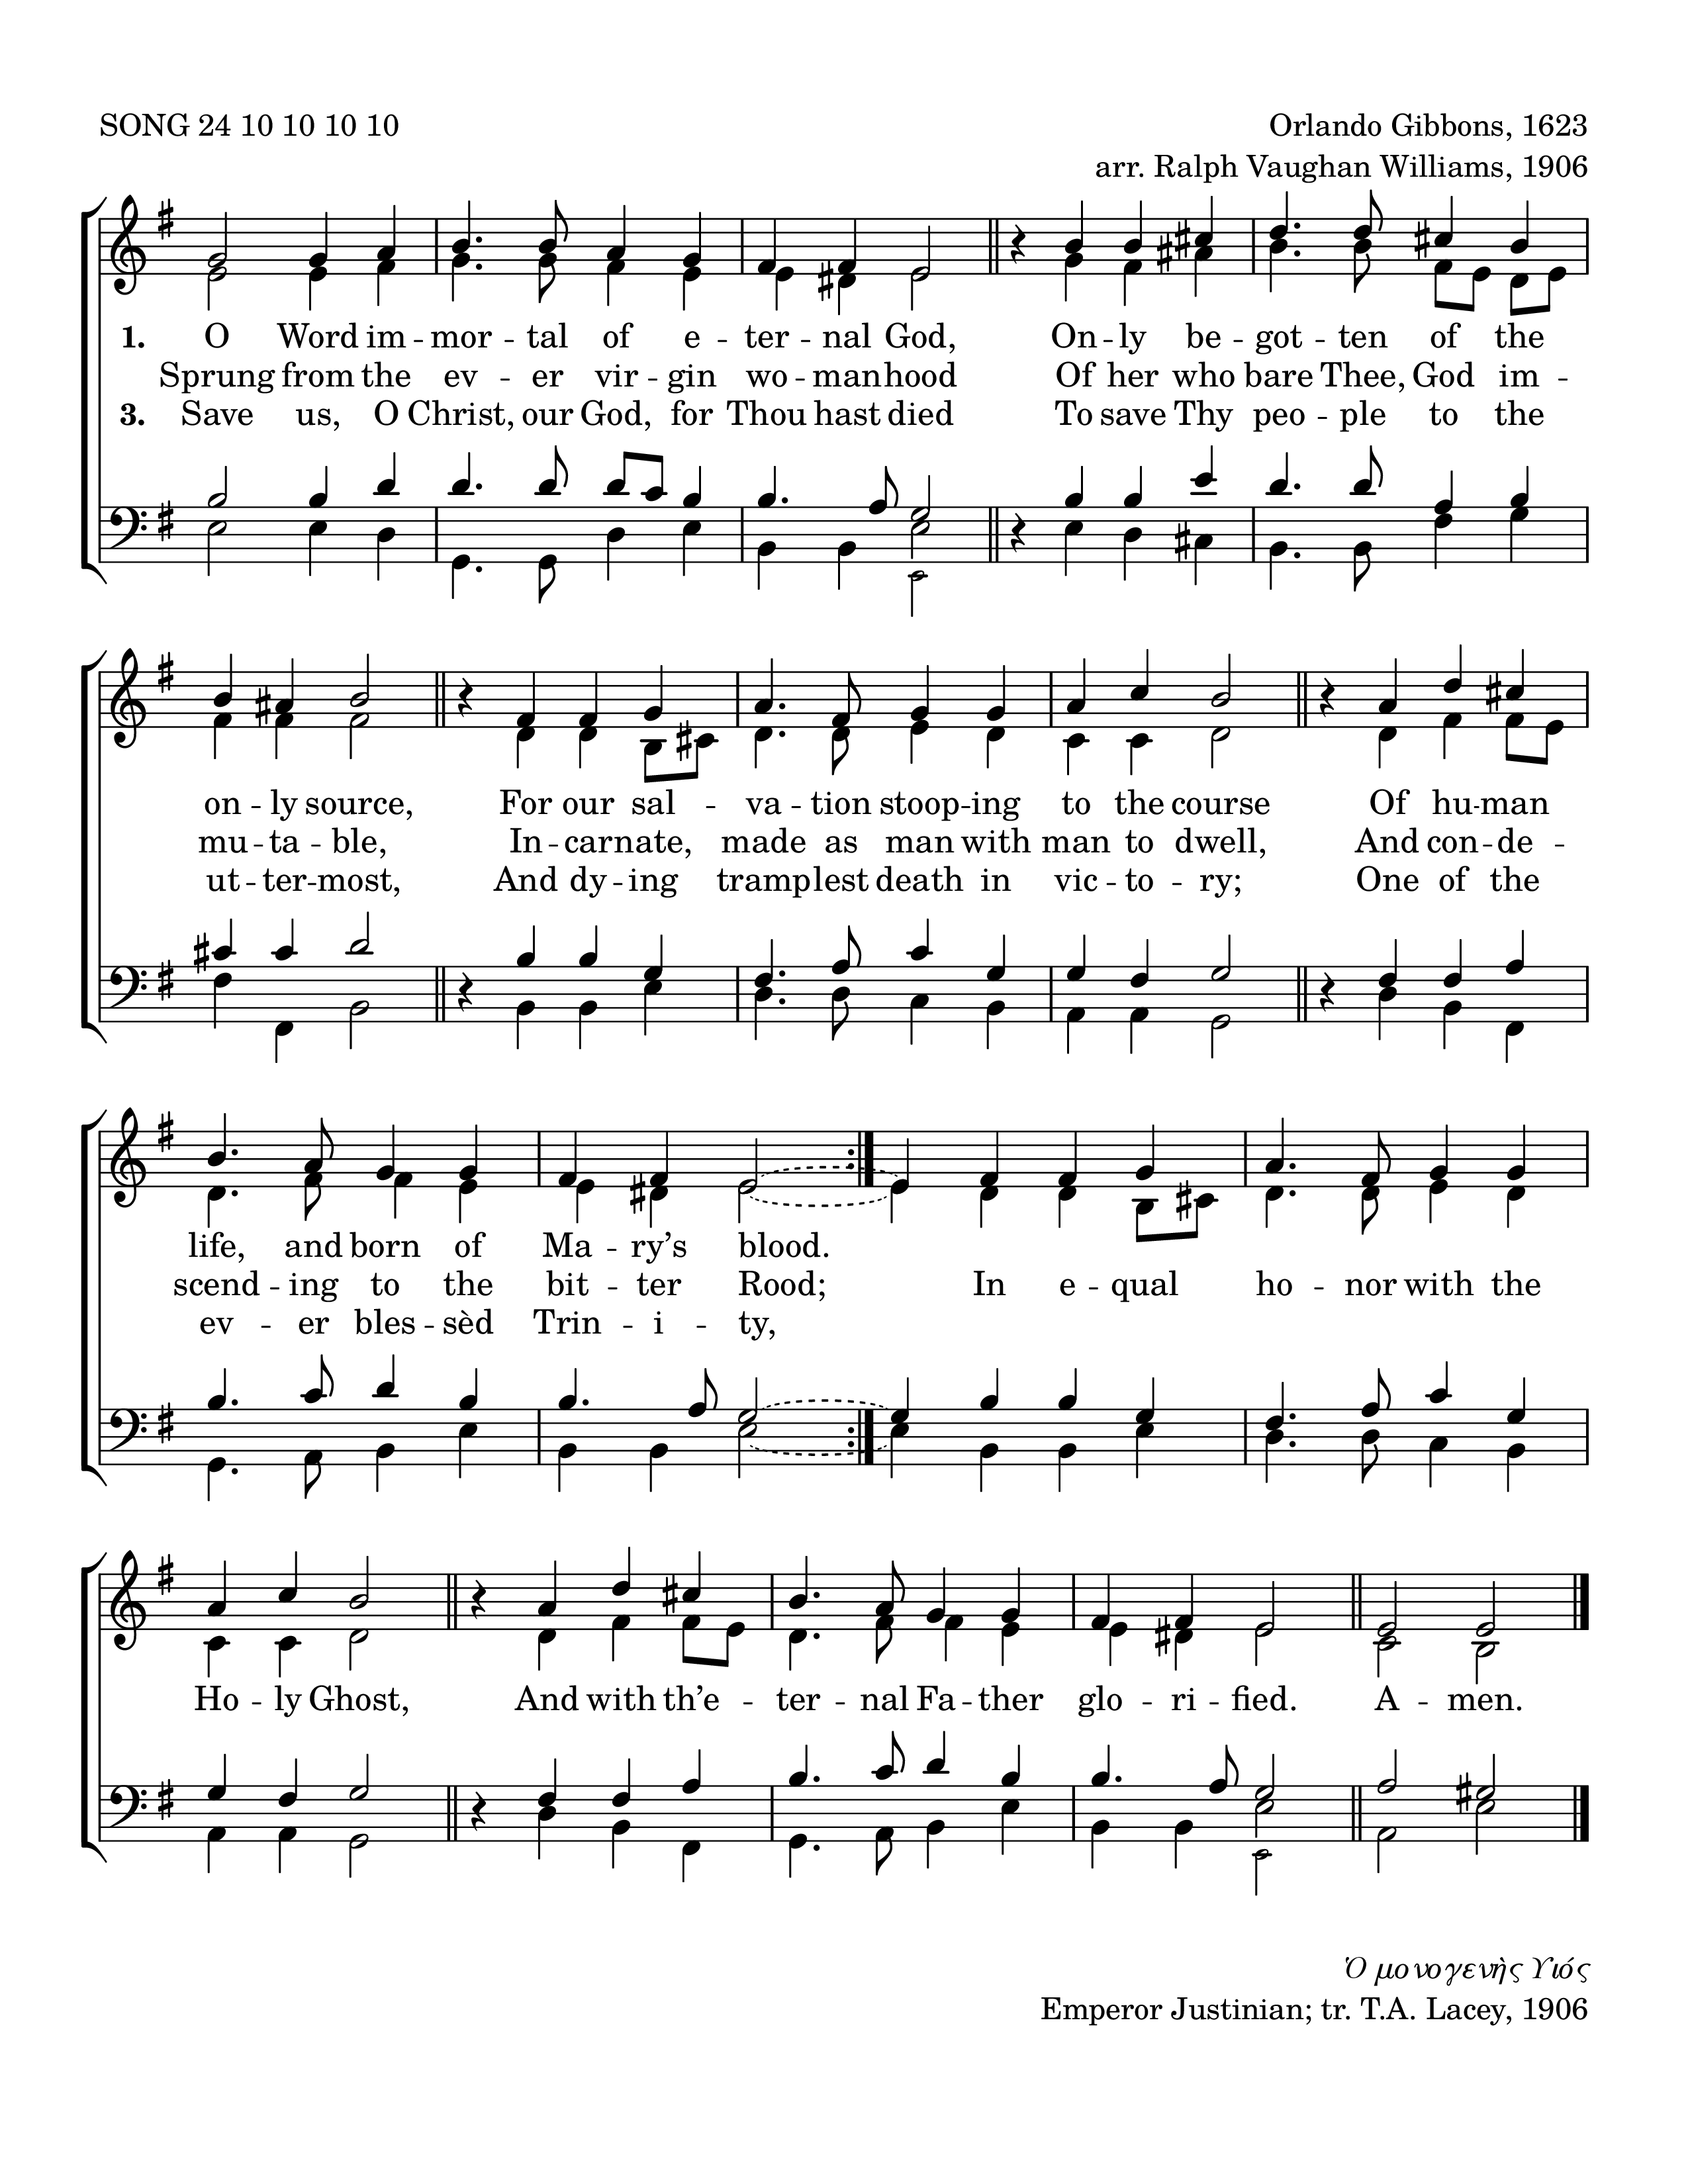 SONG 24 10 10 10 10
Orlando Gibbons, 1623
arr. Ralph Vaughan Williams, 1906
1. O Word im -- mor -- tal of e -- ter -- nal God, On -- ly be -- got -- ten of the
Sprung from the ev -- er vir -- gin wo -- manhood Of her who bare Thee, God im --
3. Save us, O Christ, our God, for Thou hast died To save Thy peo -- ple to the
on -- ly source, For our sal -- va -- tion stoop -- ing to the course Of hu -- man
mu -- ta -- ble, In -- carnate, made as man with man to dwell, And con -- de --
ut -- ter -- most, And dy -- ing tramplest death in vic -- to -- ry; One of the
life, and born of Ma -- ry’s blood.
scend -- ing to the bit -- ter Rood; In e -- qual ho -- nor with the
ev -- er bles -- sèd Trin -- i -- ty,
Ho -- ly Ghost, And with th’e -- ter -- nal Fa -- ther glo -- ri -- fied. A -- men.
Ὁ μονογενὴς Υιός
Emperor Justinian; tr. T.A. Lacey, 1906